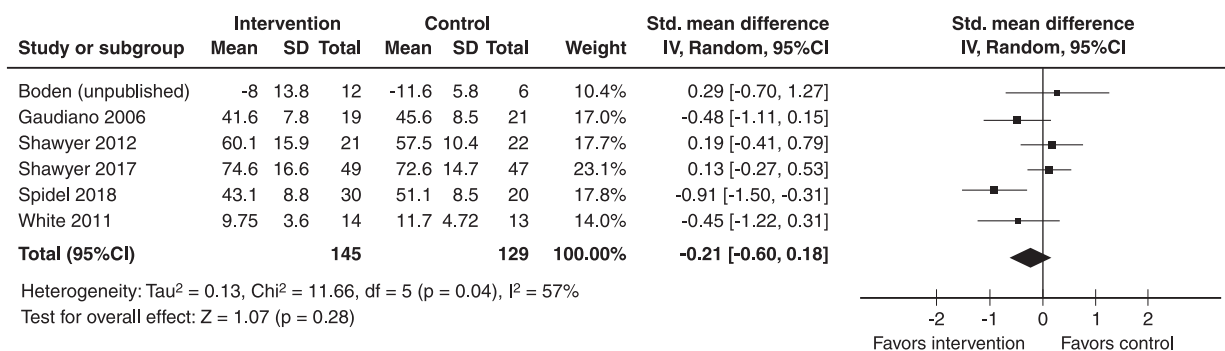 Intervention Control Std. mean difference Std. mean difference
Study or subgroup Mean SD Total Mean SD Total Weight IV, Random, 95%CI IV, Random, 95%CI
Boden (unpublished) -8 13.8 12 -11.6 5.8 6 10.4% 0.29 [-0.70, 1.27]
Gaudiano 2006 41.6 7.8 19 45.6 8.5 21 17.0% -0.48 [-1.11, 0.15]
Shawyer 2012 60.1 15.9 21 57.5 10.4 22 17.7% 0.19 [-0.41, 0.79]
Shawyer 2017 74.6 16.6 49 72.6 14.7 47 23.1% 0.13 [-0.27, 0.53]
Spidel 2018 43.1 8.8 30 51.1 8.5 20 17.8% -0.91 [-1.50, -0.31]
White 2011 9.75 3.6 14 11.7 4.72 13 14.0% -0.45 [-1.22, 0.31]
Total (95%CI) 145 129 100.00% -0.21 [-0.60, 0.18]
Heterogeneity: Tau² = 0.13, Chi² = 11.66, df = 5 (p = 0.04), I² = 57%
Test for overall effect: Z = 1.07 (p = 0.28)
-2 -1 0 1 2
Favors intervention Favors control